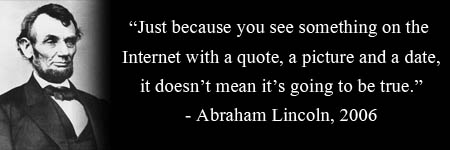 “Just because you see something on the
Internet with a quote, a picture and a date,
it doesn’t mean it’s going to be true.”
- Abraham Lincoln, 2006